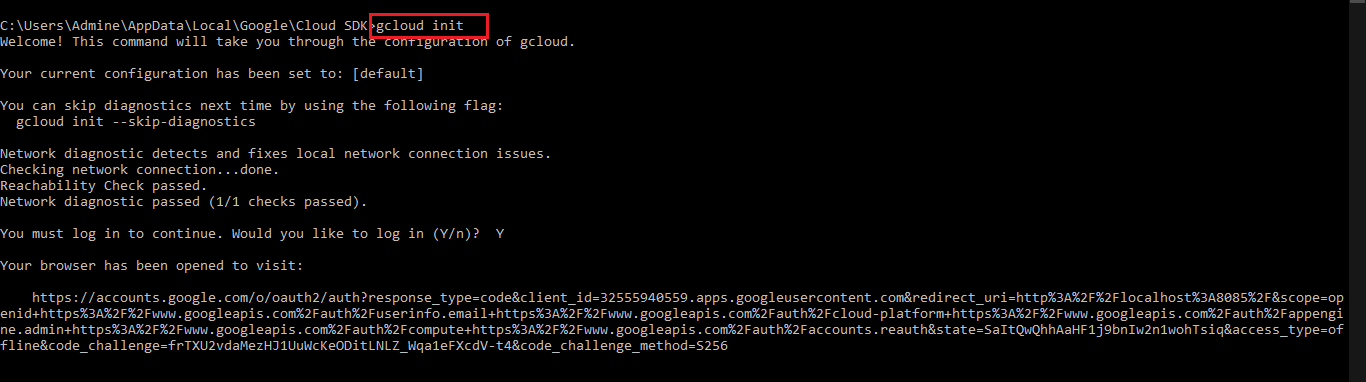 C:\Users\Admine\AppData\Local\Google\Cloud SDK>gcloud init
Welcome! This command will take you through the configuration of gcloud.
Your current configuration has been set to: [default]
You can skip diagnostics next time by using the following flag:
gcloud init --skip-diagnostics
Network diagnostic detects and fixes local network connection issues.
Checking network connection...done.
Reachability Check passed.
Network diagnostic passed (1/1 checks passed).
You must log in to continue. Would you like to log in (Y/n)?  Y
Your browser has been opened to visit:
https://accounts.google.com/o/oauth2/auth?response_type=code&client_id=32555940559.apps.googleusercontent.com&redirect_uri=http%3A%2F%2Flocalhost%3A8085%2F&scope=op
enid+https%3A%2F%2Fwww.googleapis.com%2Fauth%2Fuserinfo.email+https%3A%2F%2Fwww.googleapis.com%2Fauth%2Fcloud-platform+https%3A%2F%2Fwww.googleapis.com%2Fauth%2Fappengi
ne.admin+https%3A%2F%2Fwww.googleapis.com%2Fauth%2Fcompute+https%3A%2F%2Fwww.googleapis.com%2Fauth%2Faccounts.reauth&state=SaItQwQhhAaHF1j9bnIw2n1wohTsiq&access_type=of
fline&code_challenge=frTXU2vdaMezHJ1UuWcKeODitLNLZ_Wqa1eFXcdV-t4&code_challenge_method=S256